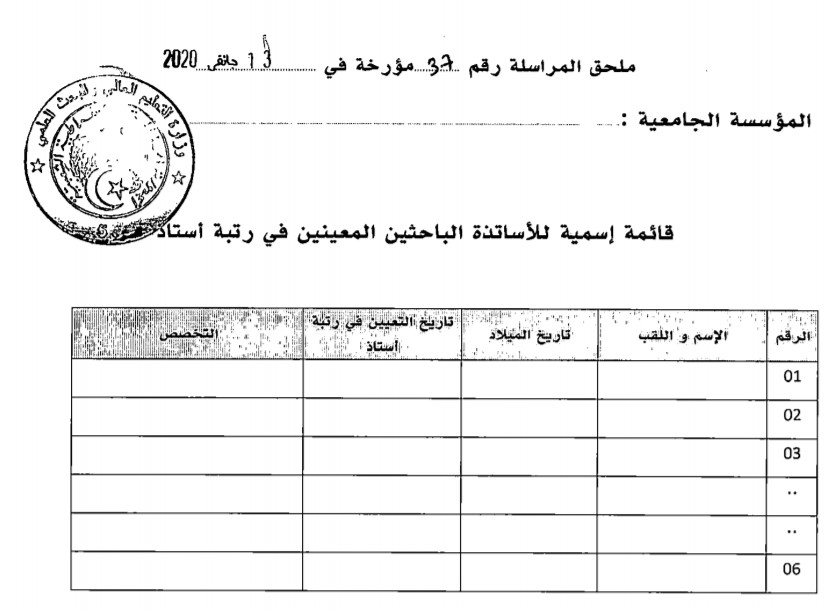 ملحق المراسلة رقم 37 مؤرخة في 13 جانفي 2020
المؤسسة الجامعية :
وزارة التعليم العالي و البحث العلمي
قائمة إسمية للأساتذة الباحثين المعينين في رتبة أستاذ
الرقم الإسم و اللقب تاريخ الميلاد تاريخ التعيين في رتبة أستاذ التخصص
01
02
03
..
..
06